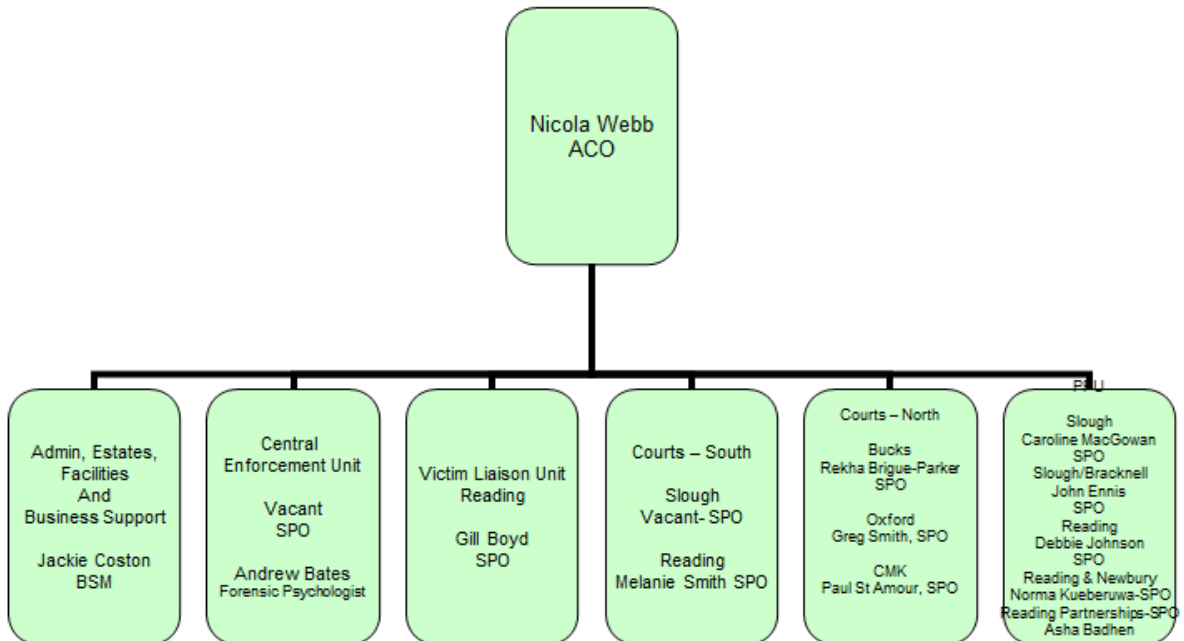 Nicola Webb
ACO
Admin, Estates,
Facilities
And
Business Support
Jackie Coston
BSM
Central
Enforcement Unit
Vacant
SPO
Andrew Bates
Forensic Psychologist
Victim Liaison Unit
Reading
Gill Boyd
SPO
Courts – South
Slough
Vacant- SPO
Reading
Melanie Smith SPO
Courts – North
Bucks
Rekha Brigue-Parker
SPO
Oxford
Greg Smith, SPO
CMK
Paul St Amour, SPO
Slough
Caroline MacGowan
SPO
Slough/Bracknell
John Ennis
SPO
Reading
Debbie Johnson
SPO
Reading & Newbury
Norma Kueberuwa-SPO
Reading Partnerships-SPO
Asha Badhen